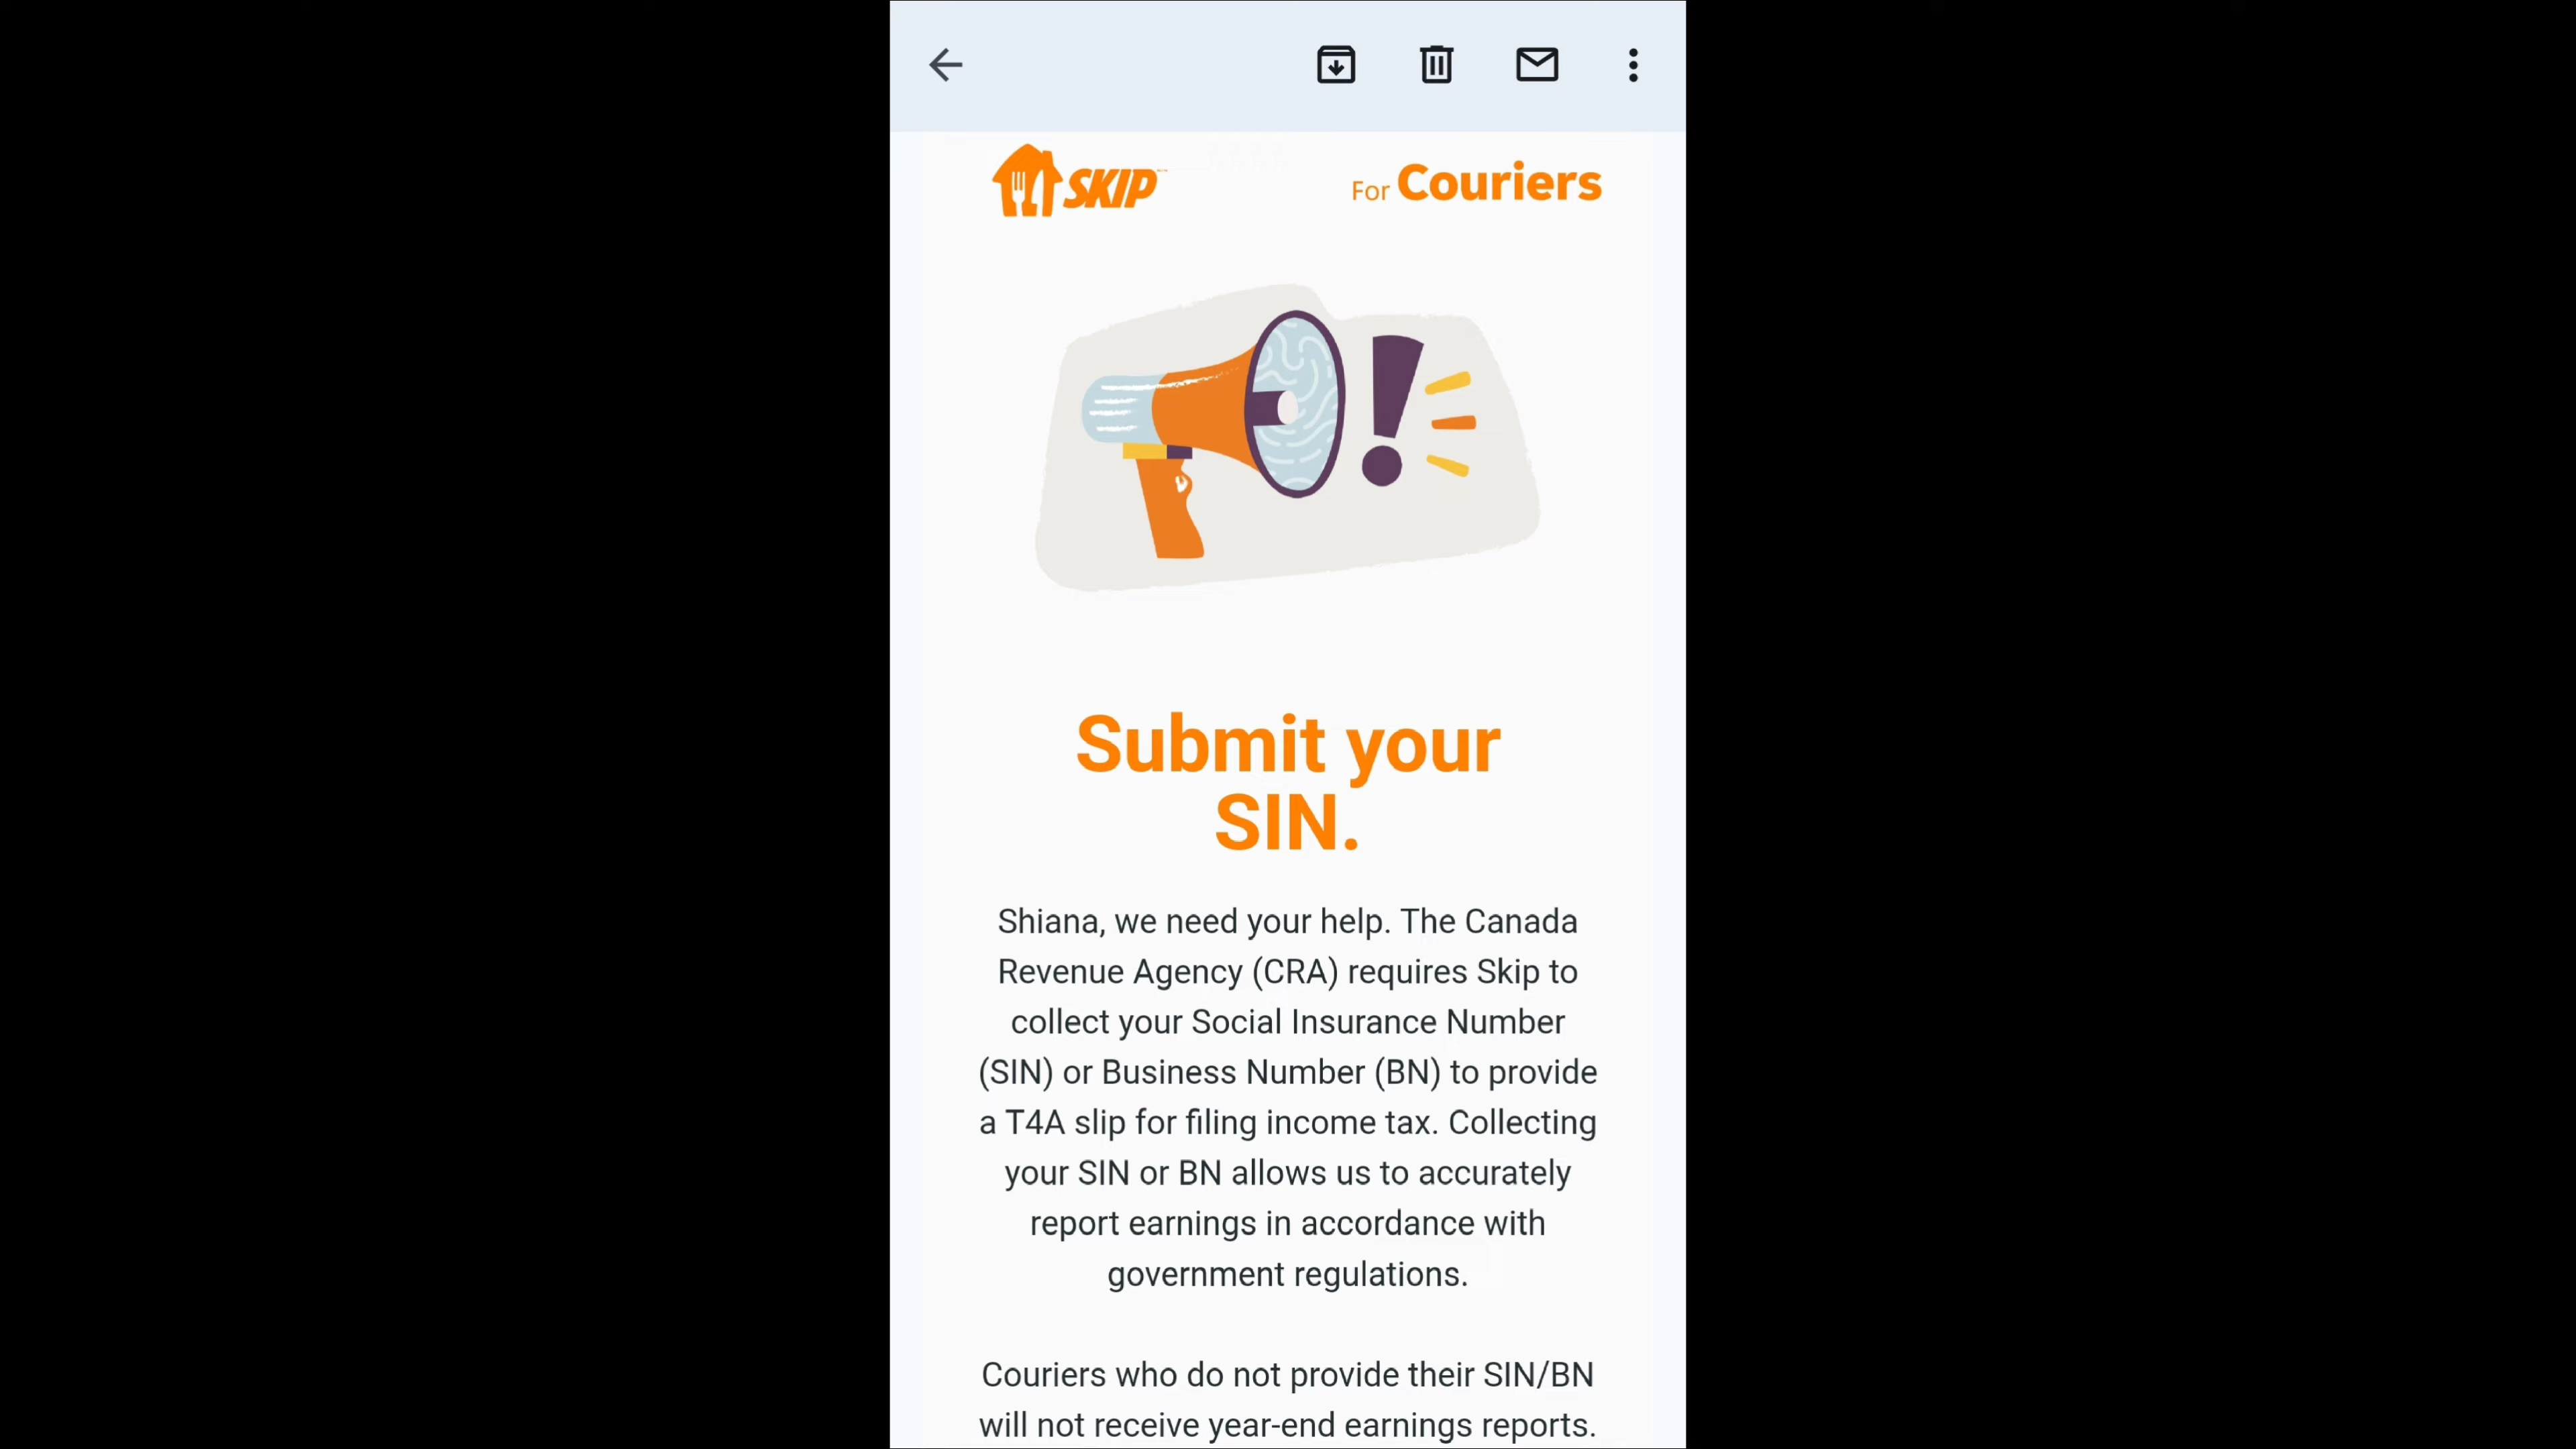 SKIP
For Couriers
Submit your
SIN.
Shiana, we need your help. The Canada
Revenue Agency (CRA) requires Skip to
collect your Social Insurance Number
(SIN) or Business Number (BN) to provide
a T4A slip for filing income tax. Collecting
your SIN or BN allows us to accurately
report earnings in accordance with
government regulations.
Couriers who do not provide their SIN/BN
will not receive year-end earnings reports.